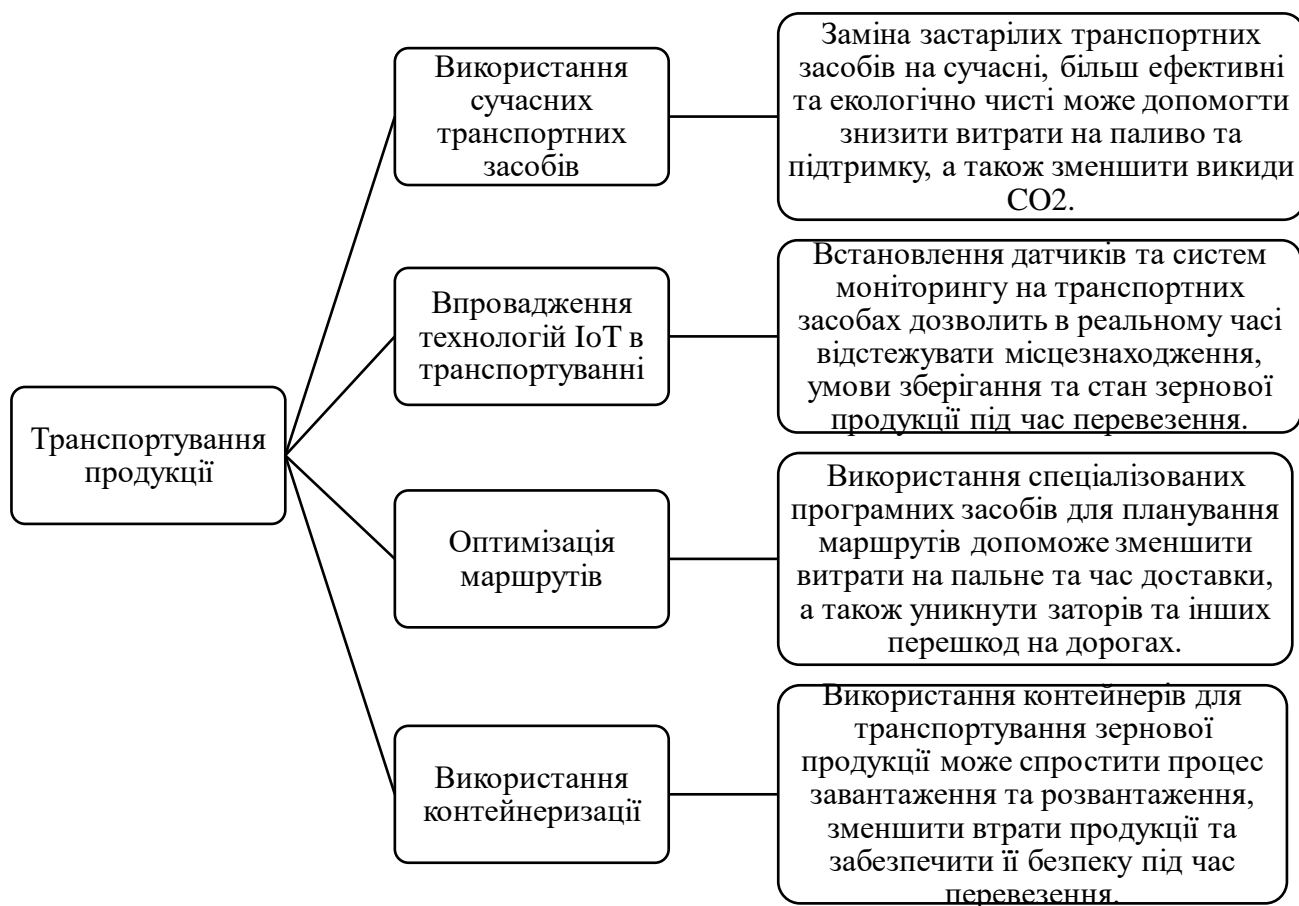 Транспортування
продукції
Використання
сучасних
транспортних
засобів
Заміна застарілих транспортних
засобів на сучасні, більш ефективні
та екологічно чисті може допомогти
знизити витрати на паливо та
підтримку, а також зменшити викиди
CO2.
Впровадження
технологій IoT в
транспортуванні
Встановлення датчиків та систем
моніторингу на транспортних
засобах дозволить в реальному часі
відстежувати місцезнаходження,
умови зберігання та стан зернової
продукції під час перевезення.
Оптимізація
маршрутів
Використання спеціалізованих
програмних засобів для планування
маршрутів допоможе зменшити
витрати на пальне та час доставки,
а також уникнути заторів та інших
перешкод на дорогах.
Використання
контейнеризації
Використання контейнерів для
транспортування зернової
продукції може спростити процес
завантаження та розвантаження,
зменшити втрати продукції та
забезпечити її безпеку під час
перевезення.